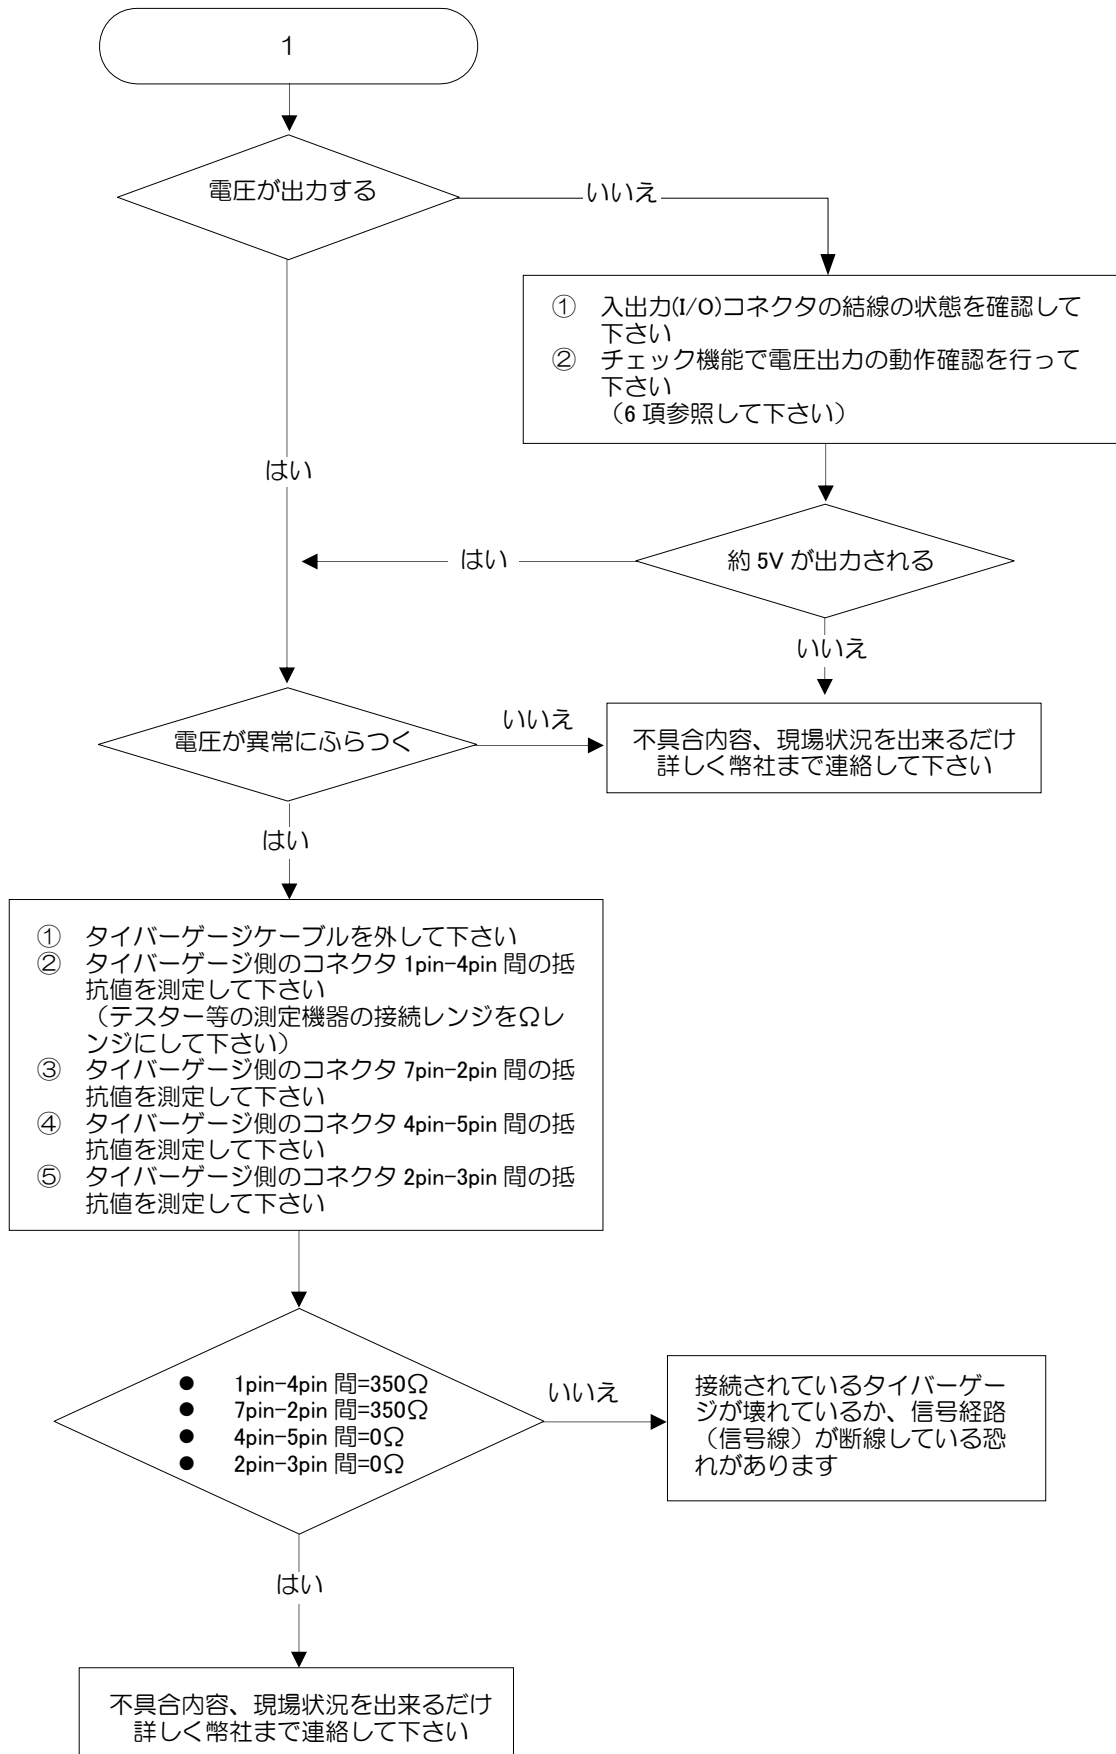 1
電圧が出力する
いいえ
① 入出力(I/O)コネクタの結線の状態を確認して
下さい
② チェック機能で電圧出力の動作確認を行って
下さい
（6 項参照して下さい）
はい
はい
約 5V が出力される
いいえ
電圧が異常にふらつく
いいえ
不具合内容、現場状況を出来るだけ
詳しく幣社まで連絡して下さい
はい
① タイバーゲージケーブルを外して下さい
② タイバーゲージ側のコネクタ 1pin-4pin 間の抵
抗値を測定して下さい
（テスター等の測定機器の接続レンジをΩレ
ンジにして下さい）
③ タイバーゲージ側のコネクタ 7pin-2pin 間の抵
抗値を測定して下さい
④ タイバーゲージ側のコネクタ 4pin-5pin 間の抵
抗値を測定して下さい
⑤ タイバーゲージ側のコネクタ 2pin-3pin 間の抵
抗値を測定して下さい
● 1pin-4pin 間=350Ω
● 7pin-2pin 間=350Ω
● 4pin-5pin 間=0Ω
● 2pin-3pin 間=0Ω
いいえ
接続されているタイバーゲー
ジが壊れているか、信号経路
（信号線）が断線している恐
れがあります
はい
不具合内容、現場状況を出来るだけ
詳しく幣社まで連絡して下さい